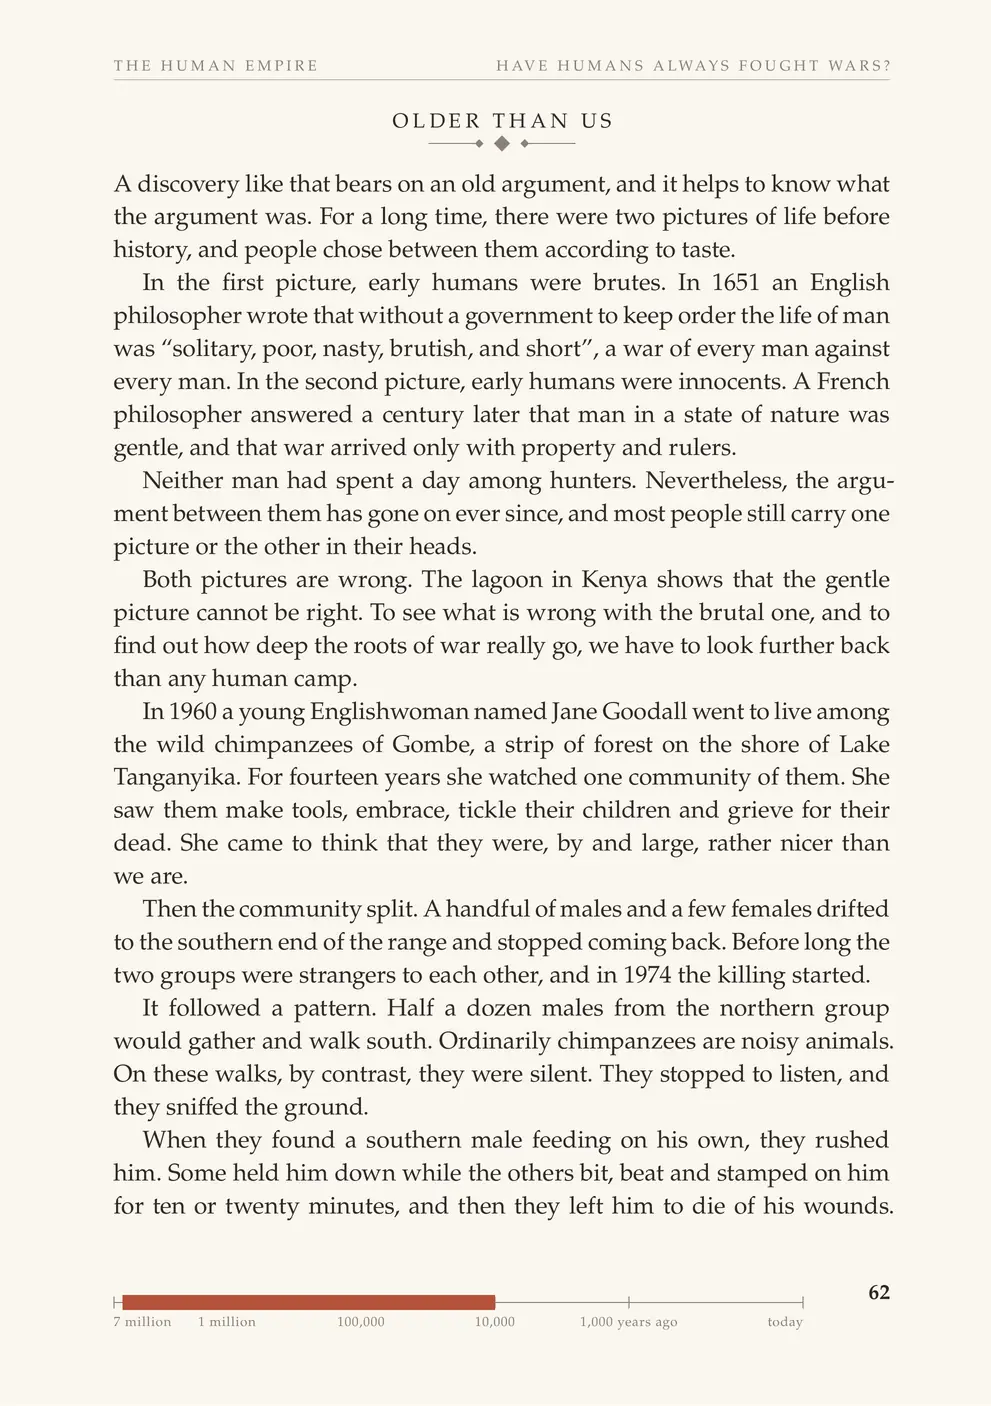 THE HUMAN EMPIRE
HAVE HUMANS ALWAYS FOUGHT WARS?
OLDER THAN US
A discovery like that bears on an old argument, and it helps to know what
the argument was. For a long time, there were two pictures of life before
history, and people chose between them according to taste.
In the first picture, early humans were brutes. In 1651 an English
philosopher wrote that without a government to keep order the life of man
was “solitary, poor, nasty, brutish, and short”, a war of every man against
every man. In the second picture, early humans were innocents. A French
philosopher answered a century later that man in a state of nature was
gentle, and that war arrived only with property and rulers.
Neither man had spent a day among hunters. Nevertheless, the argu-
ment between them has gone on ever since, and most people still carry one
picture or the other in their heads.
Both pictures are wrong. The lagoon in Kenya shows that the gentle
picture cannot be right. To see what is wrong with the brutal one, and to
find out how deep the roots of war really go, we have to look further back
than any human camp.
In 1960 a young Englishwoman named Jane Goodall went to live among
the wild chimpanzees of Gombe, a strip of forest on the shore of Lake
Tanganyika. For fourteen years she watched one community of them. She
saw them make tools, embrace, tickle their children and grieve for their
dead. She came to think that they were, by and large, rather nicer than
we are.
Then the community split. A handful of males and a few females drifted
to the southern end of the range and stopped coming back. Before long the
two groups were strangers to each other, and in 1974 the killing started.
It followed a pattern. Half a dozen males from the northern group
would gather and walk south. Ordinarily chimpanzees are noisy animals.
On these walks, by contrast, they were silent. They stopped to listen, and
they sniffed the ground.
When they found a southern male feeding on his own, they rushed
him. Some held him down while the others bit, beat and stamped on him
for ten or twenty minutes, and then they left him to die of his wounds.
62
7 million 1 million 100,000 10,000 1,000 years ago today